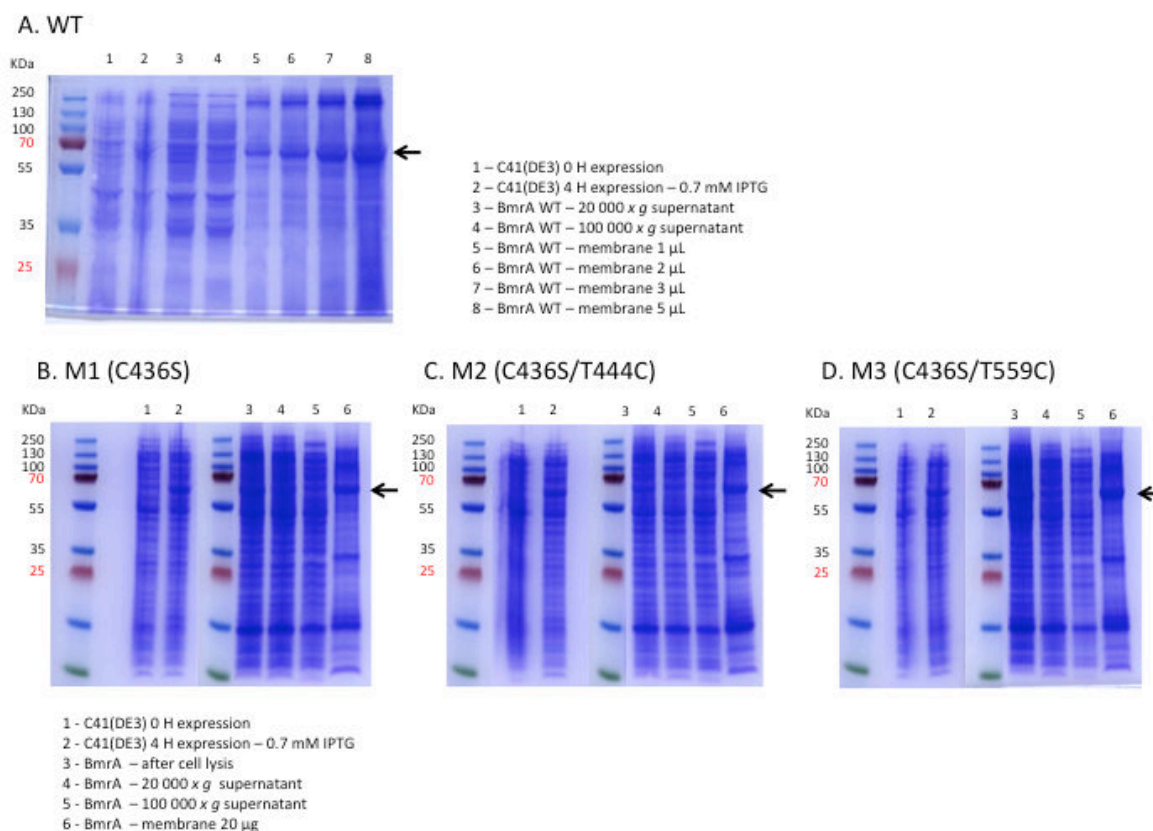 A. WT
KDa
1 2 3 4 5 6 7 8
250
130
100
70
55
35
25
1 – C41(DE3) 0 H expression
2 – C41(DE3) 4 H expression – 0.7 mM IPTG
3 – BmrA WT – 20 000 x g supernatant
4 – BmrA WT – 100 000 x g supernatant
5 – BmrA WT – membrane 1 µL
6 – BmrA WT – membrane 2 µL
7 – BmrA WT – membrane 3 µL
8 – BmrA WT – membrane 5 µL
B. M1 (C436S)
KDa
1 2 3 4 5 6
250
130
100
70
55
35
25
C. M2 (C436S/T444C)
KDa
1 2 3 4 5 6
250
130
100
70
55
35
25
D. M3 (C436S/T559C)
KDa
1 2 3 4 5 6
250
130
100
70
55
35
25
1 - C41(DE3) 0 H expression
2 - C41(DE3) 4 H expression – 0.7 mM IPTG
3 - BmrA – after cell lysis
4 - BmrA – 20 000 x g supernatant
5 - BmrA – 100 000 x g supernatant
6 - BmrA – membrane 20 µg